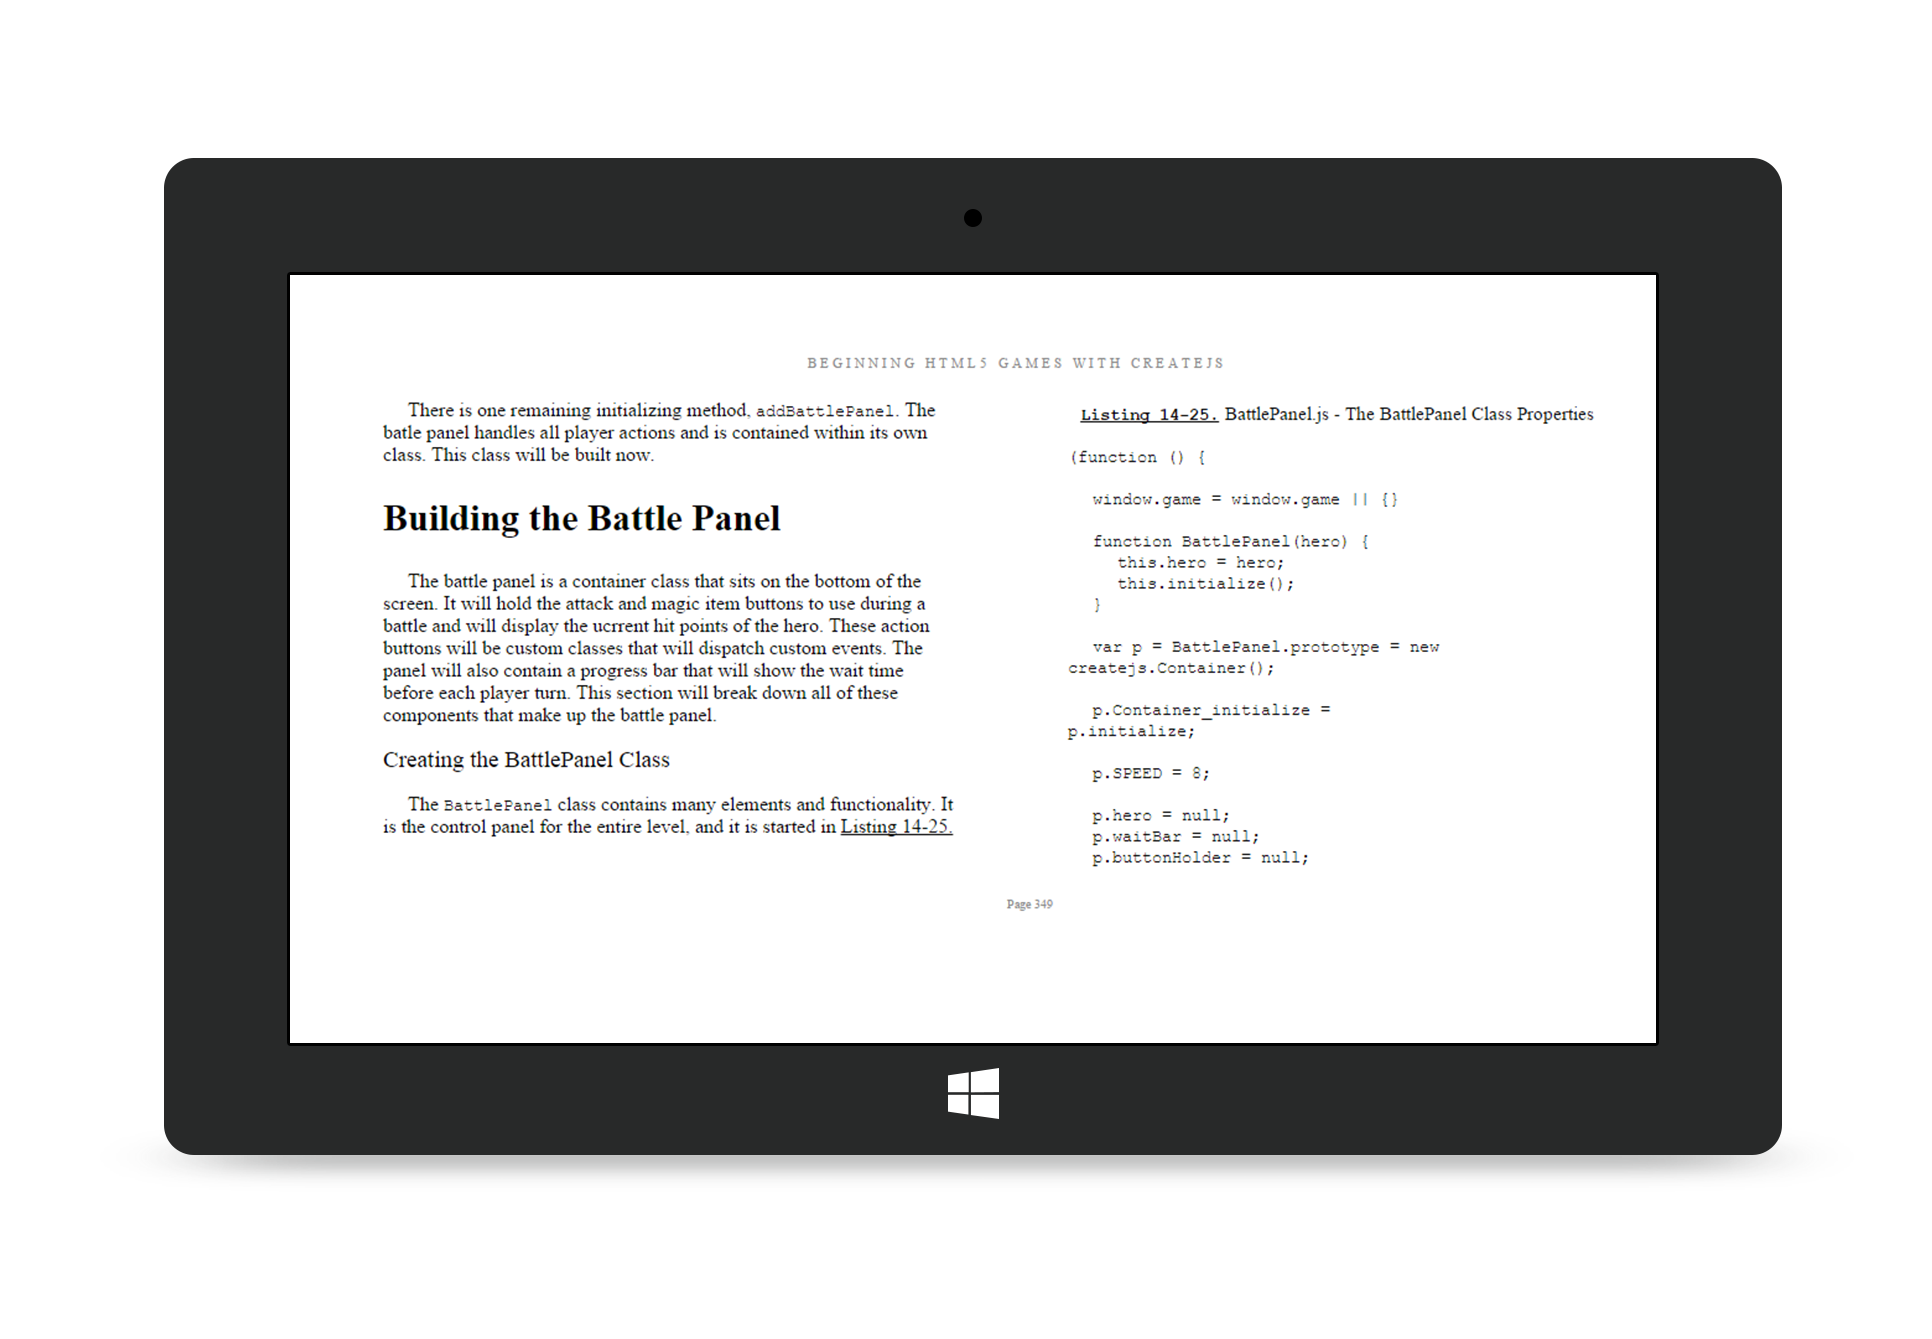 BEGINNING HTML5 GAMES WITH CREATEJS
There is one remaining initializing method, addBattlePanel. The
batle panel handles all player actions and is contained within its own
class. This class will be built now.
Building the Battle Panel
The battle panel is a container class that sits on the bottom of the
screen. It will hold the attack and magic item buttons to use during a
battle and will display the ucrrent hit points of the hero. These action
buttons will be custom classes that will dispatch custom events. The
panel will also contain a progress bar that will show the wait time
before each player turn. This section will break down all of these
components that make up the battle panel.
Creating the BattlePanel Class
The BattlePanel class contains many elements and functionality. It
is the control panel for the entire level, and it is started in Listing 14-25.
Listing 14-25. BattlePanel.js - The BattlePanel Class Properties
(function () {
window.game = window.game || {}
function BattlePanel(hero) {
this.hero = hero;
this.initialize();
}
var p = BattlePanel.prototype = new
createjs.Container();
p.Container_initialize =
p.initialize;
p.SPEED = 8;
p.hero = null;
p.waitBar = null;
p.buttonHolder = null;
Page 349